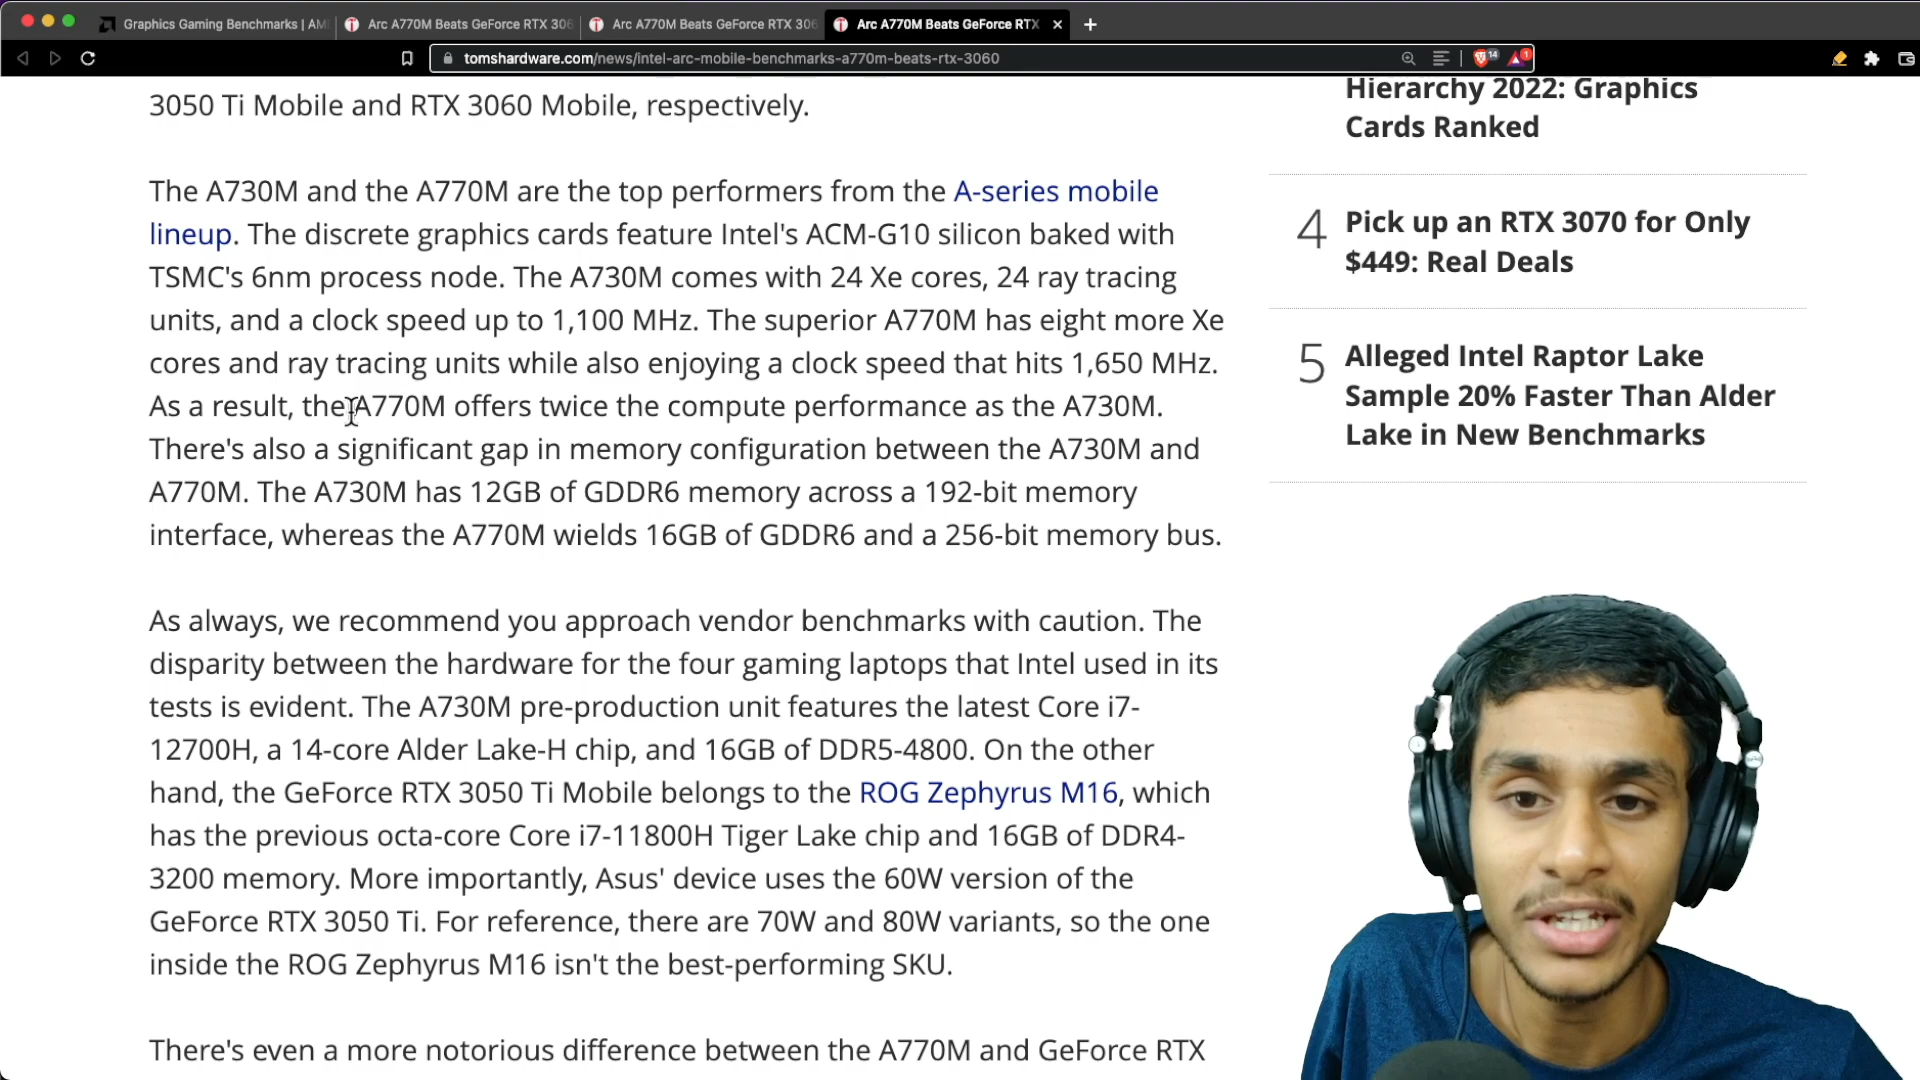 Graphics Gaming Benchmarks | AM
Arc A770M Beats GeForce RTX 306
Arc A770M Beats GeForce RTX 306
Arc A770M Beats GeForce RTX
tomshardware.com/news/intel-arc-mobile-benchmarks-a770m-beats-rtx-3060
14
1
3050 Ti Mobile and RTX 3060 Mobile, respectively.
The A730M and the A770M are the top performers from the A-series mobile
lineup. The discrete graphics cards feature Intel's ACM-G10 silicon baked with
TSMC's 6nm process node. The A730M comes with 24 Xe cores, 24 ray tracing
units, and a clock speed up to 1,100 MHz. The superior A770M has eight more Xe
cores and ray tracing units while also enjoying a clock speed that hits 1,650 MHz.
As a result, the A770M offers twice the compute performance as the A730M.
There's also a significant gap in memory configuration between the A730M and
A770M. The A730M has 12GB of GDDR6 memory across a 192-bit memory
interface, whereas the A770M wields 16GB of GDDR6 and a 256-bit memory bus.
As always, we recommend you approach vendor benchmarks with caution. The
disparity between the hardware for the four gaming laptops that Intel used in its
tests is evident. The A730M pre-production unit features the latest Core i7-
12700H, a 14-core Alder Lake-H chip, and 16GB of DDR5-4800. On the other
hand, the GeForce RTX 3050 Ti Mobile belongs to the ROG Zephyrus M16, which
has the previous octa-core Core i7-11800H Tiger Lake chip and 16GB of DDR4-
3200 memory. More importantly, Asus' device uses the 60W version of the
GeForce RTX 3050 Ti. For reference, there are 70W and 80W variants, so the one
inside the ROG Zephyrus M16 isn't the best-performing SKU.
There's even a more notorious difference between the A770M and GeForce RTX
Hierarchy 2022: Graphics
Cards Ranked
4 Pick up an RTX 3070 for Only
$449: Real Deals
5 Alleged Intel Raptor Lake
Sample 20% Faster Than Alder
Lake in New Benchmarks